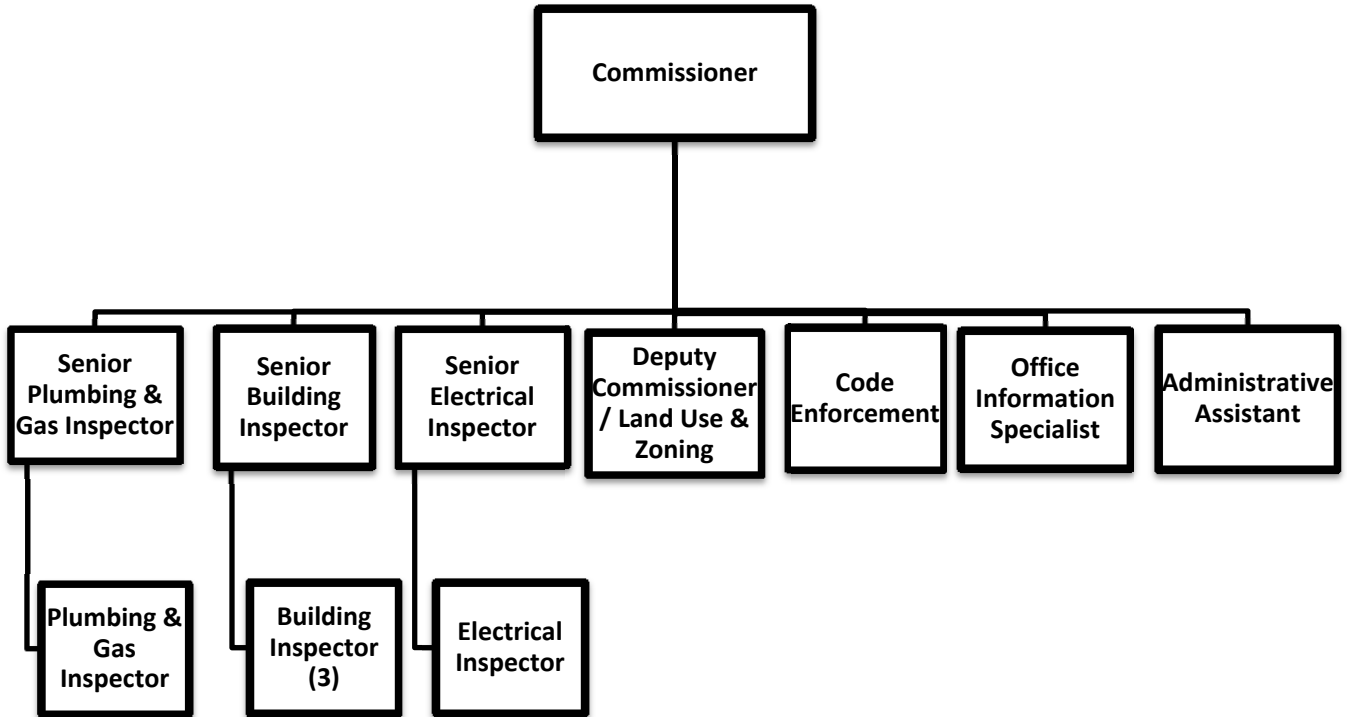 Commissioner
Senior
Plumbing &
Gas Inspector
Senior
Building
Inspector
Senior
Electrical
Inspector
Deputy
Commissioner
/ Land Use &
Zoning
Code
Enforcement
Office
Information
Specialist
Administrative
Assistant
Plumbing &
Gas
Inspector
Building
Inspector
(3)
Electrical
Inspector